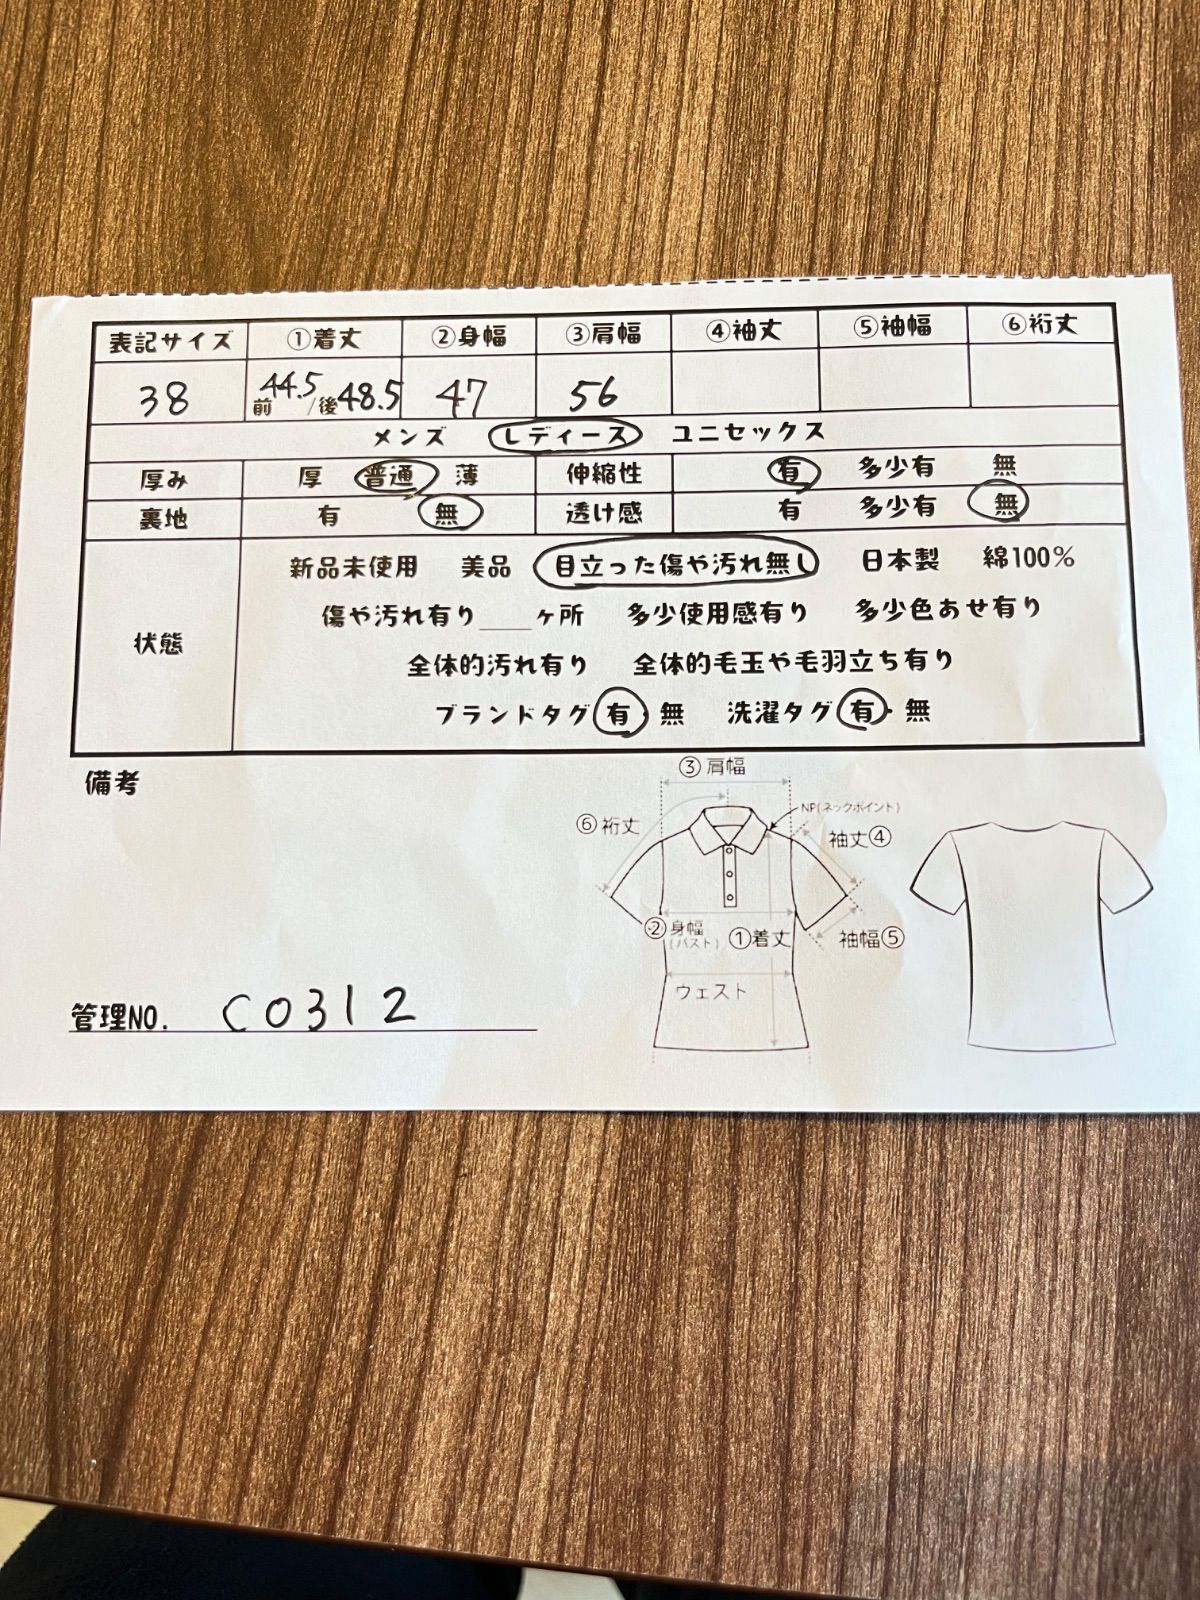 表記サイズ ①着丈 ②身幅 ③肩幅 ④袖丈 ⑤袖幅 ⑥裄丈
38 前44.5/後48.5 47 56
メンズ レディース ユニセックス
厚み 厚 普通 薄 伸縮性 有 多少有 無
裏地 有 無 透け感 有 多少有 無
状態
新品未使用 美品 目立った傷や汚れ無し 日本製 綿100%
傷や汚れ有り____ヶ所 多少使用感有り 多少色あせ有り
全体的汚れ有り 全体的毛玉や毛羽立ち有り
ブランドタグ 有・無 洗濯タグ 有・無
備考
③肩幅
⑥裄丈
NP(ネックポイント)
袖丈④
②身幅
(バスト)
①着丈
袖幅⑤
ウェスト
管理NO. C0312